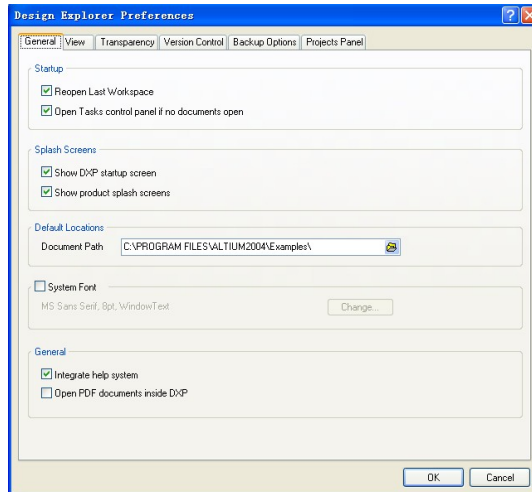 Design Explorer Preferences
General View Transparency Version Control Backup Options Projects Panel
Startup
Reopen Last Workspace
Open Tasks control panel if no documents open
Splash Screens
Show DXP startup screen
Show product splash screens
Default Locations
Document Path C:\PROGRAM FILES\ALTIUM2004\Examples\
System Font
MS Sans Serif, 8pt, WindowText Change...
General
Integrate help system
Open PDF documents inside DXP
OK Cancel